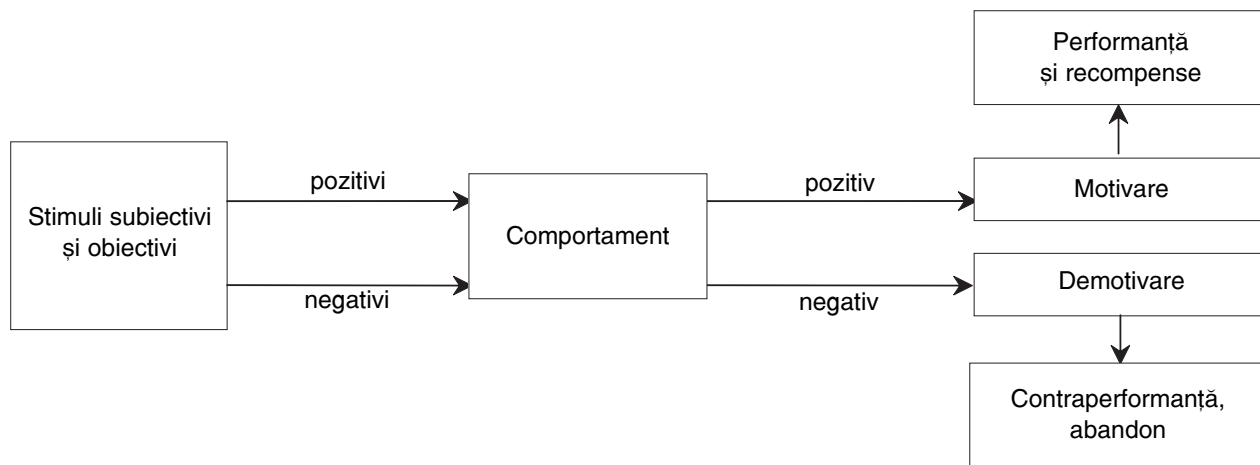 Performanță
și recompense
pozitivi
pozitiv
Motivare
Stimuli subiectivi
și obiectivi
Comportament
negativi
negativ
Demotivare
Contraperformanță,
abandon